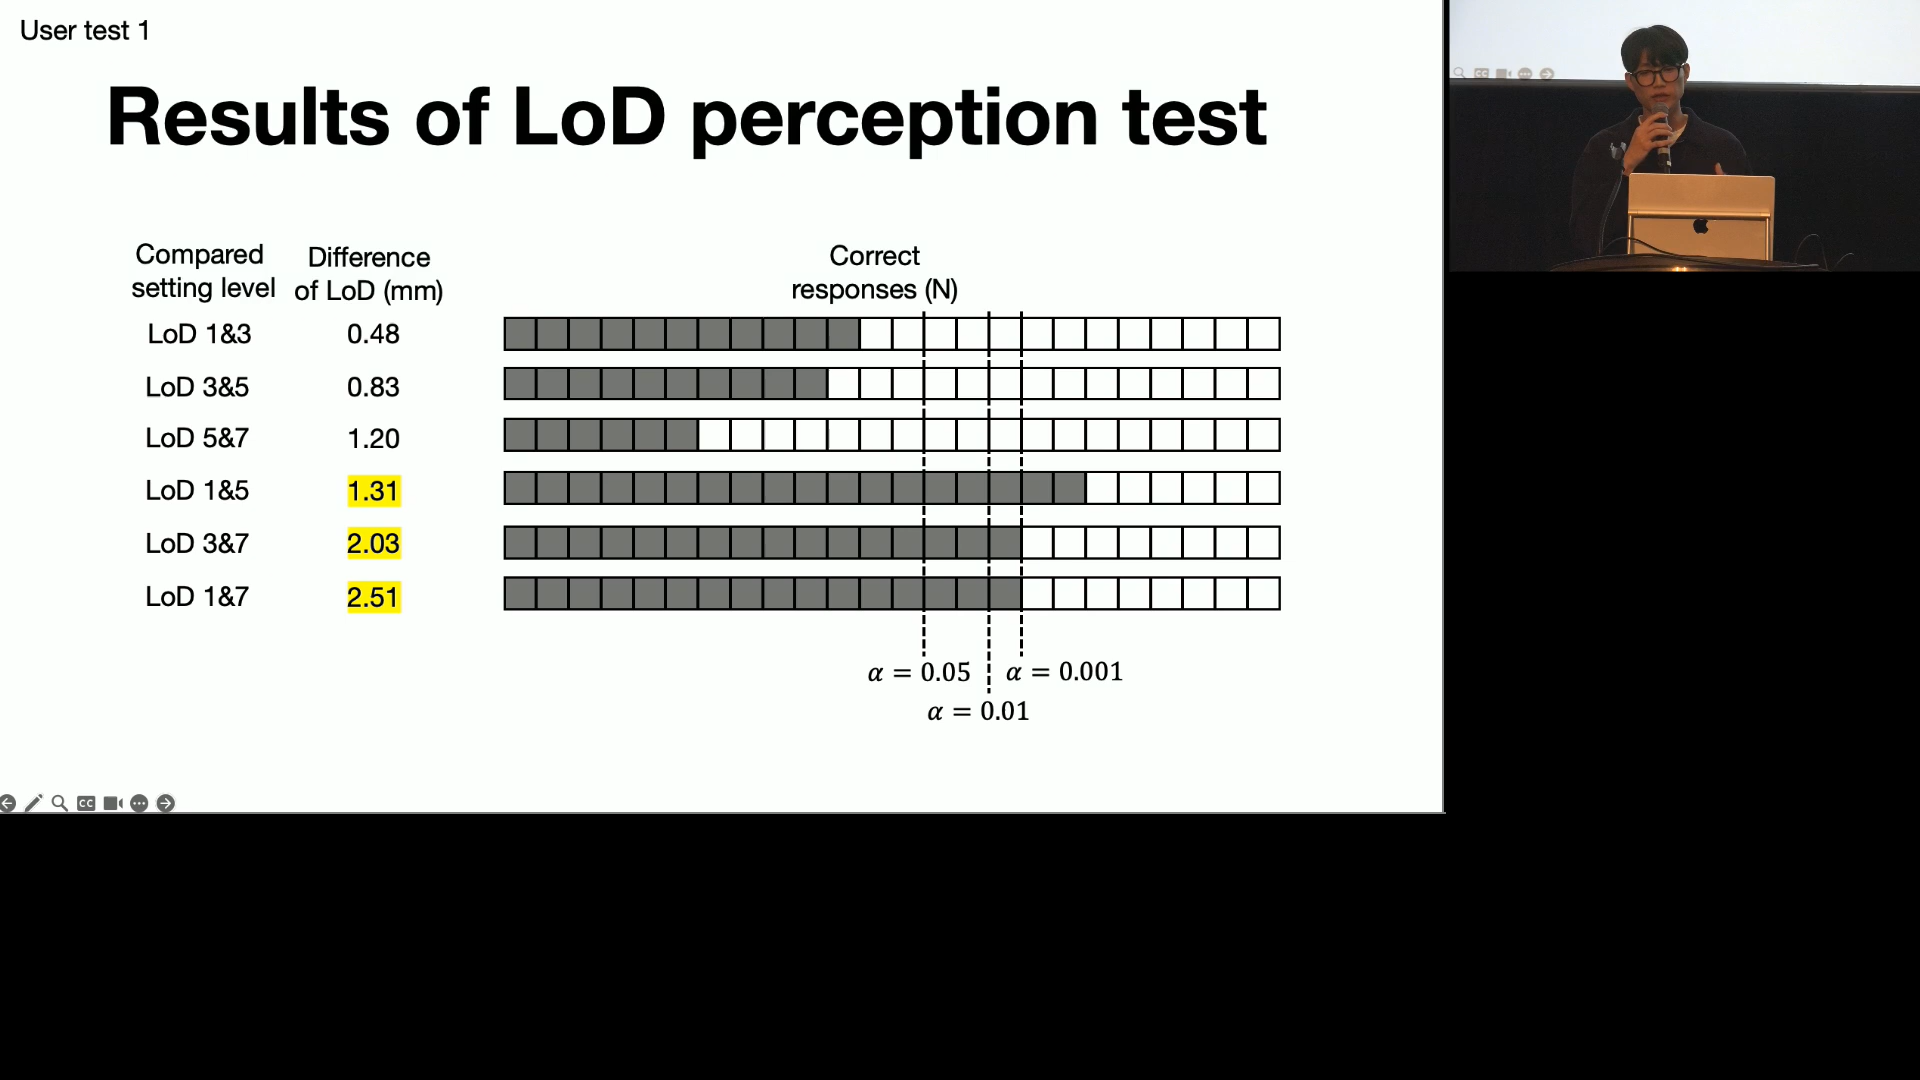 User test 1
Results of LoD perception test
Compared setting level
Difference of LoD (mm)
Correct responses (N)
LoD 1&3 0.48
LoD 3&5 0.83
LoD 5&7 1.20
LoD 1&5 1.31
LoD 3&7 2.03
LoD 1&7 2.51
α = 0.05
α = 0.001
α = 0.01